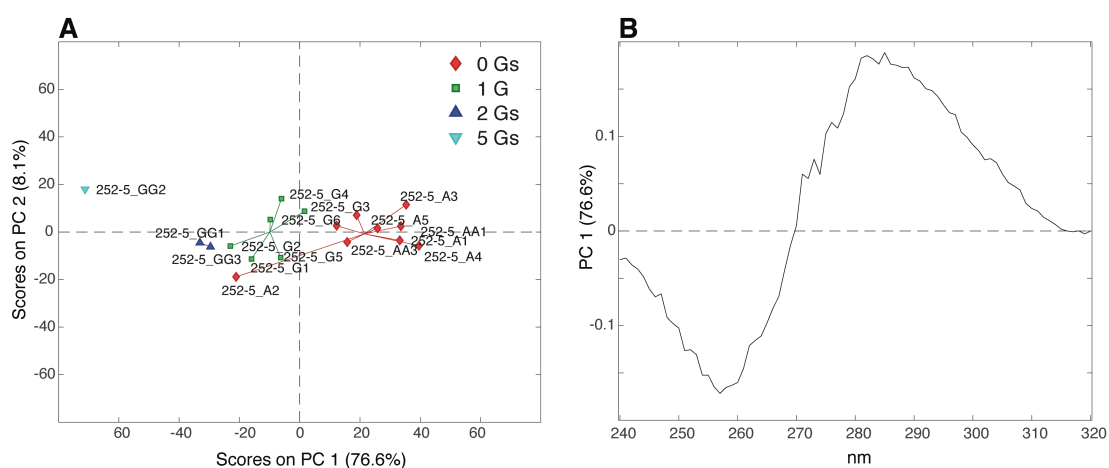 A
0 Gs
1 G
2 Gs
5 Gs
60
40
20
0
-20
-40
-60
Scores on PC 2 (8.1%)
252-5_GG2
252-5_G4
252-5_A3
252-5_G3
252-5_G6
252-5_A5
252-5_GG1
252-5_AA1
252-5_G2
252-5_A1
252-5_GG3
252-5_G5
252-5_AA3
252-5_A4
252-5_G1
252-5_A2
60
-40
-20
0
20
40
60
Scores on PC 1 (76.6%)
B
0.1
0
-0.1
PC 1 (76.6%)
240
250
260
270
280
290
300
310
320
nm